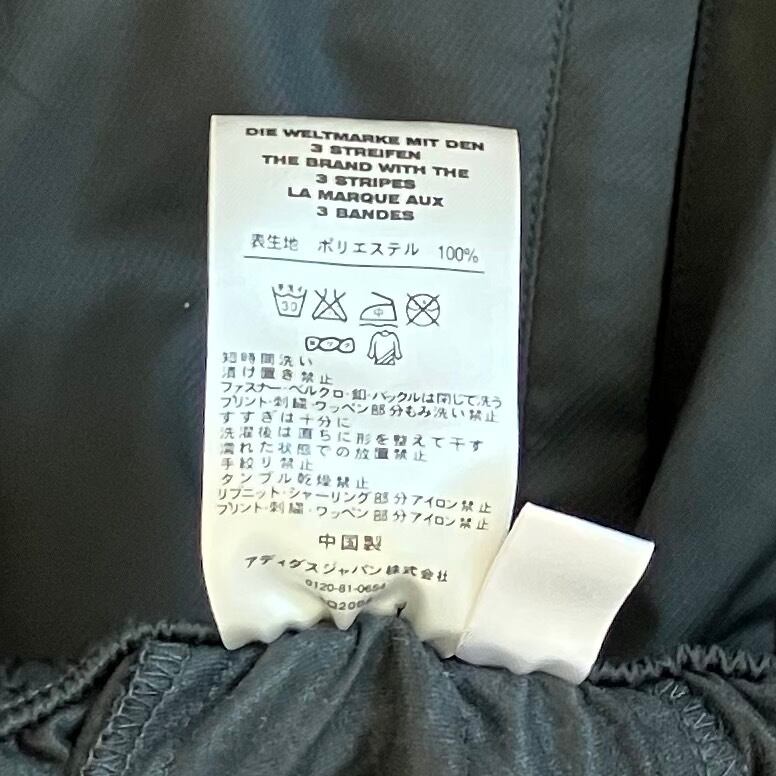 DIE WELTMARKE MIT DEN
3 STREIFEN
THE BRAND WITH THE
3 STRIPES
LA MARQUE AUX
3 BANDES
表生地 ポリエステル 100%
30 中
短時間洗い
漬け置き禁止
ファスナー・ベルクロ・釦・バックルは閉じて洗う
プリント・刺繍・ワッペン部分もみ洗い禁止
すすぎは十分に
洗濯後は直ちに形を整えて干す
濡れた状態での放置禁止
手絞り禁止
タンブル乾燥禁止
リブニット・シャーリング部分アイロン禁止
プリント・刺繍・ワッペン部分アイロン禁止
中国製
アディダスジャパン株式会社
0120-81-0654